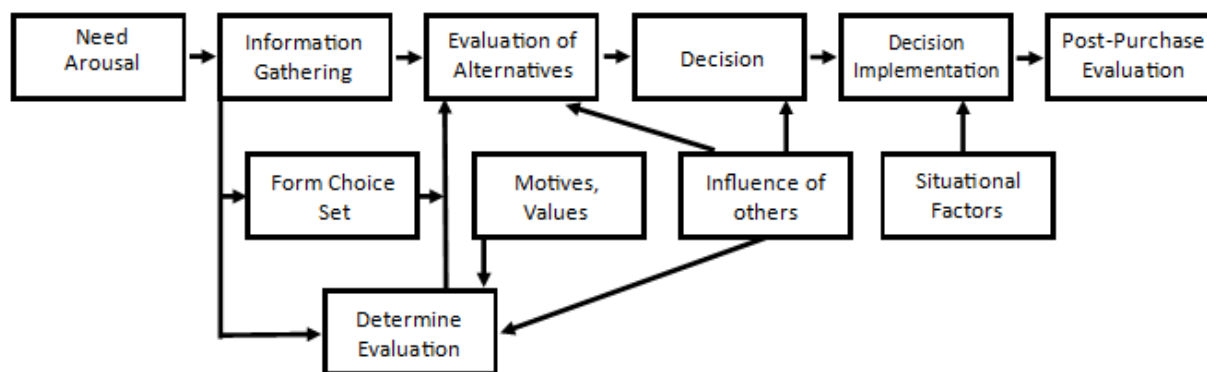 Need
Arousal
Information
Gathering
Evaluation of
Alternatives
Decision
Decision
Implementation
Post-Purchase
Evaluation
Form Choice
Set
Motives,
Values
Influence of
others
Situational
Factors
Determine
Evaluation